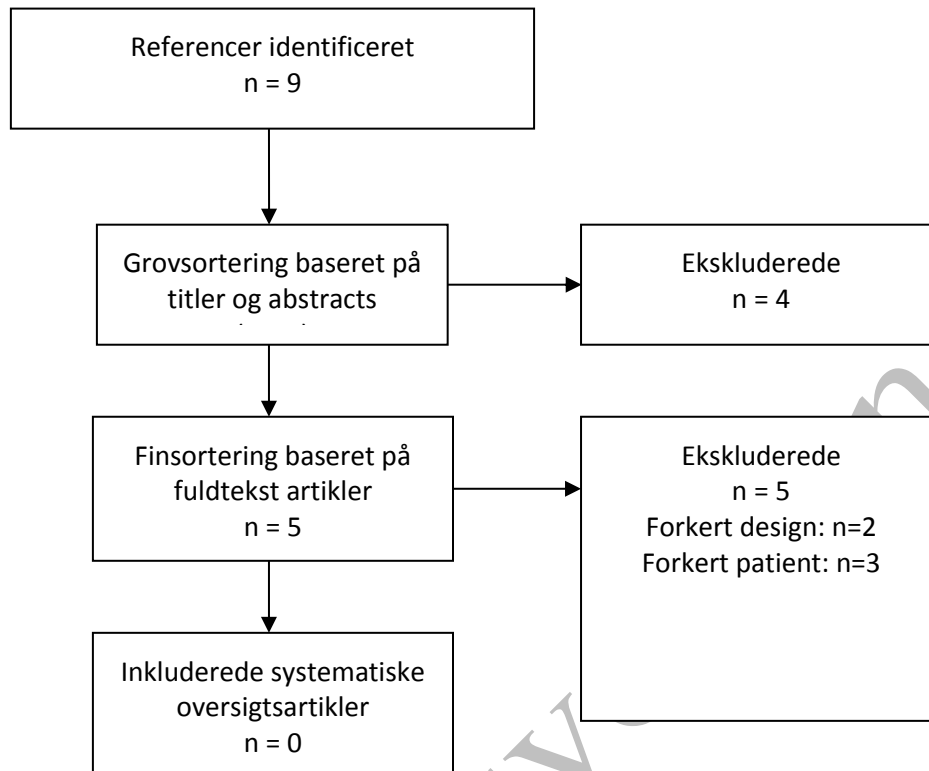 Referencer identificeret
n = 9
Grovsortering baseret på
titler og abstracts
Ekskluderede
n = 4
Finsortering baseret på
fuldtekst artikler
n = 5
Ekskluderede
n = 5
Forkert design: n=2
Forkert patient: n=3
Inkluderede systematiske
oversigtsartikler
n = 0